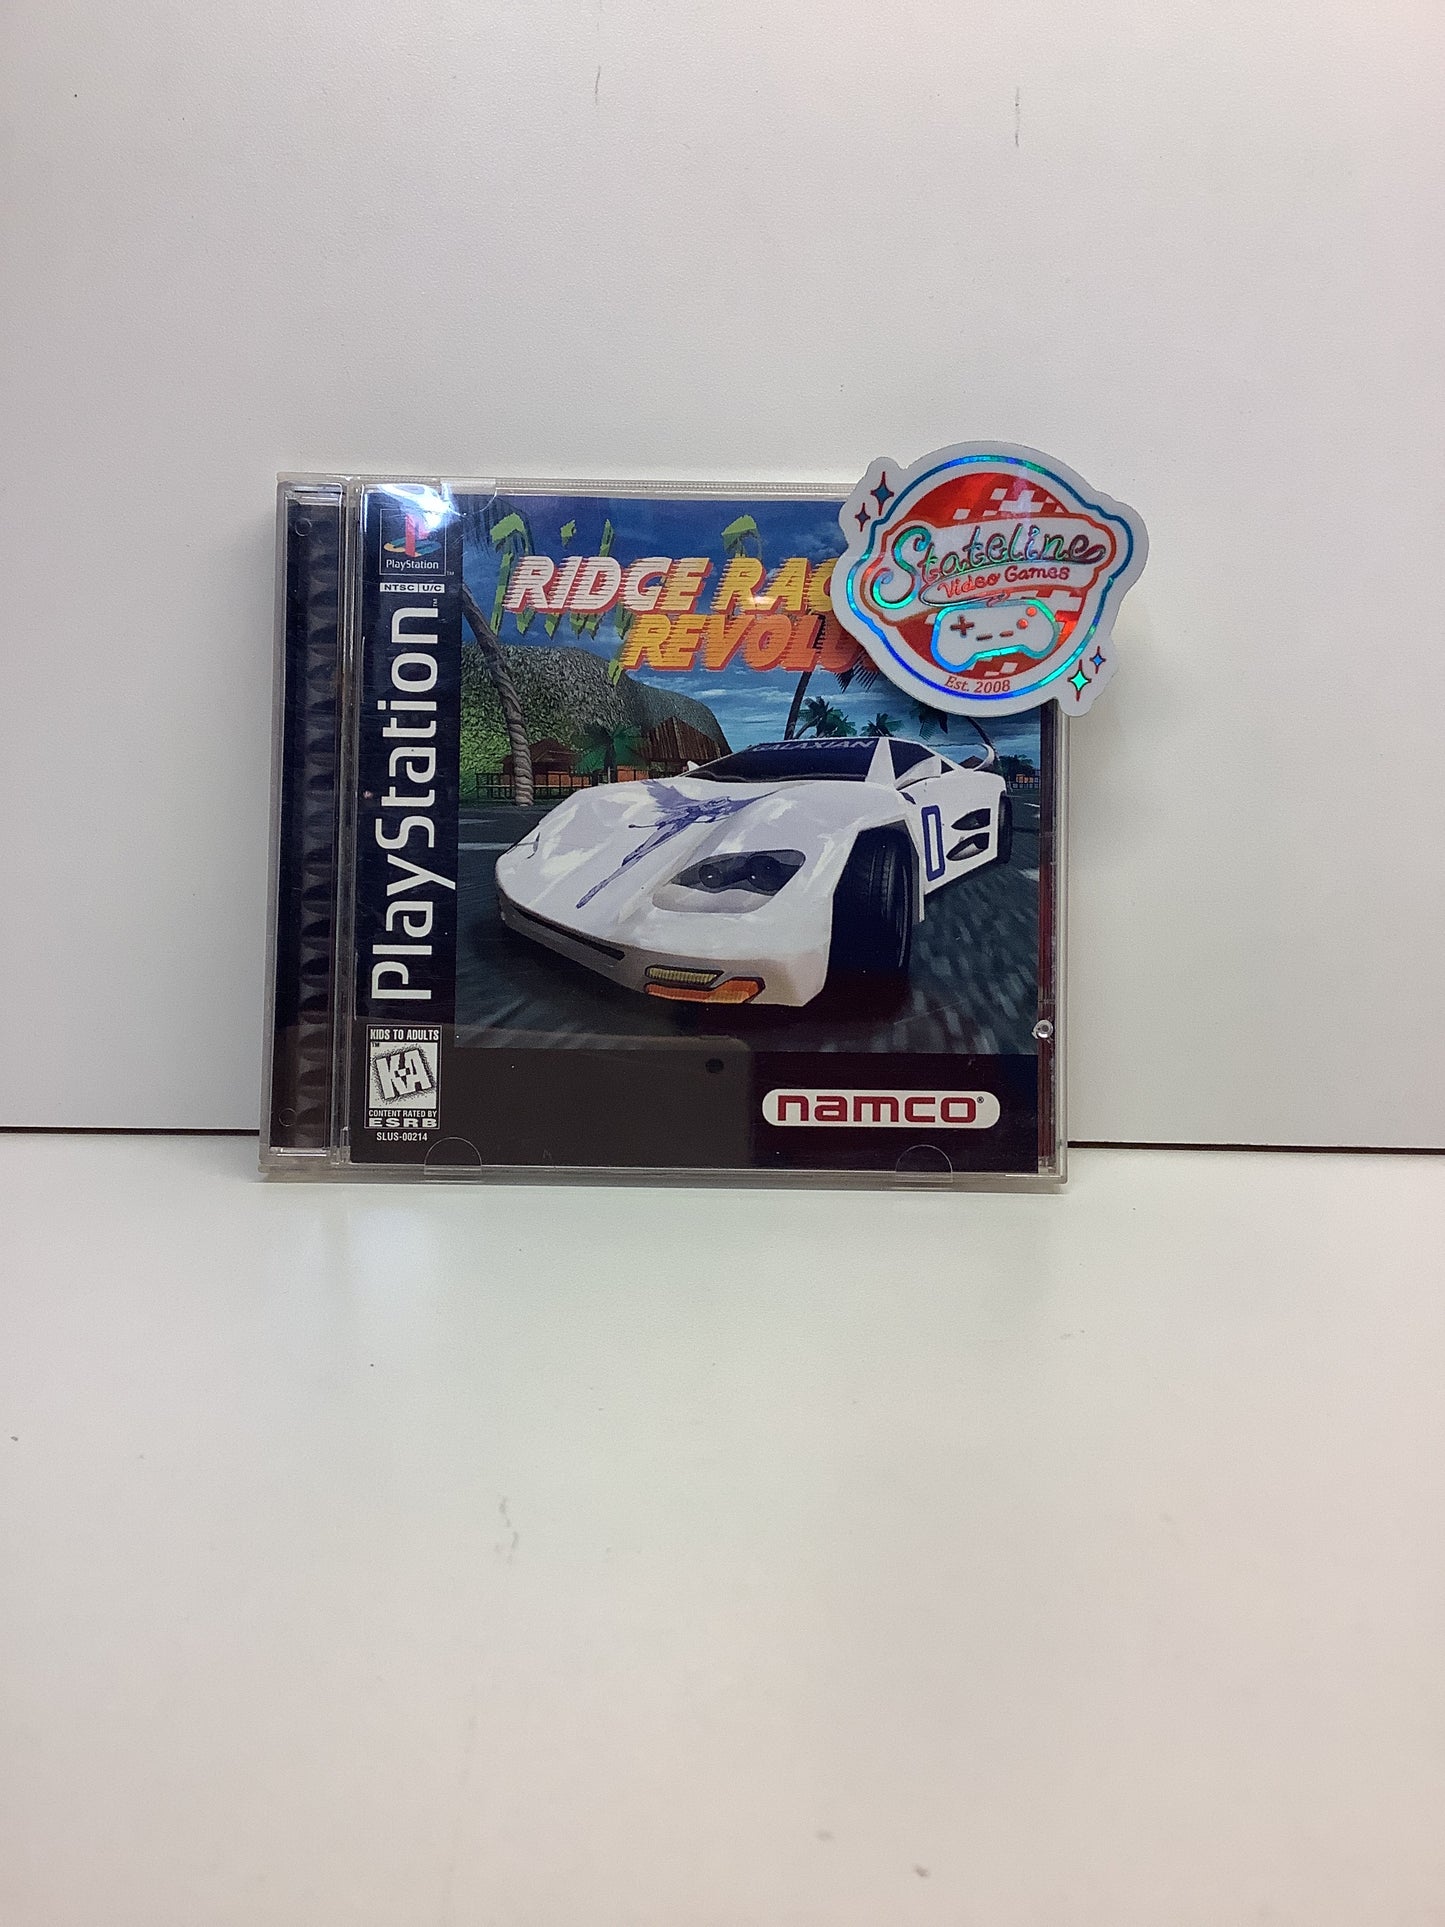 PlayStation
NTSC U/C
PlayStation
RIDGE RAC
REVOLU
Stateline
Video Games
Est. 2008
GALAXIAN
0
KIDS TO ADULTS
K-A
CONTENT RATED BY
ESRB
SLUS-00214
namco®